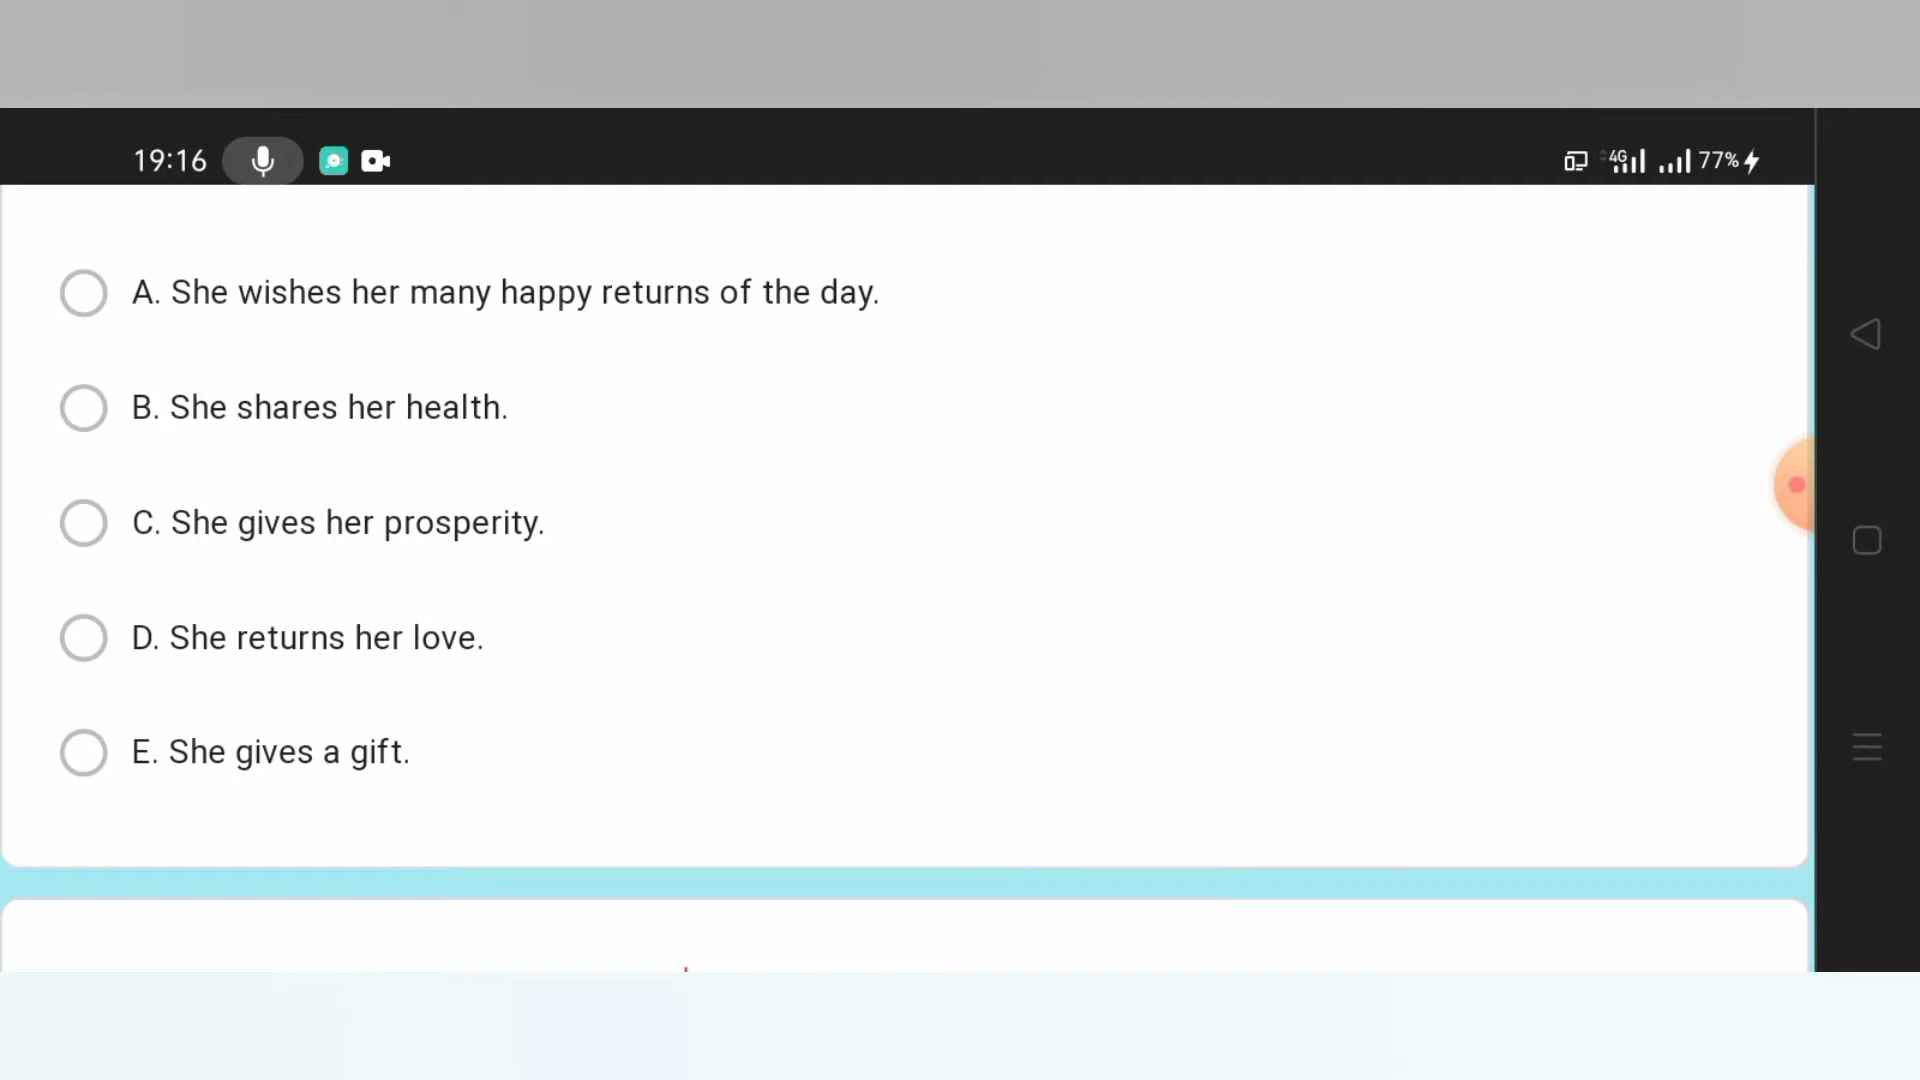 19:16
4G 77%
A. She wishes her many happy returns of the day.
B. She shares her health.
C. She gives her prosperity.
D. She returns her love.
E. She gives a gift.